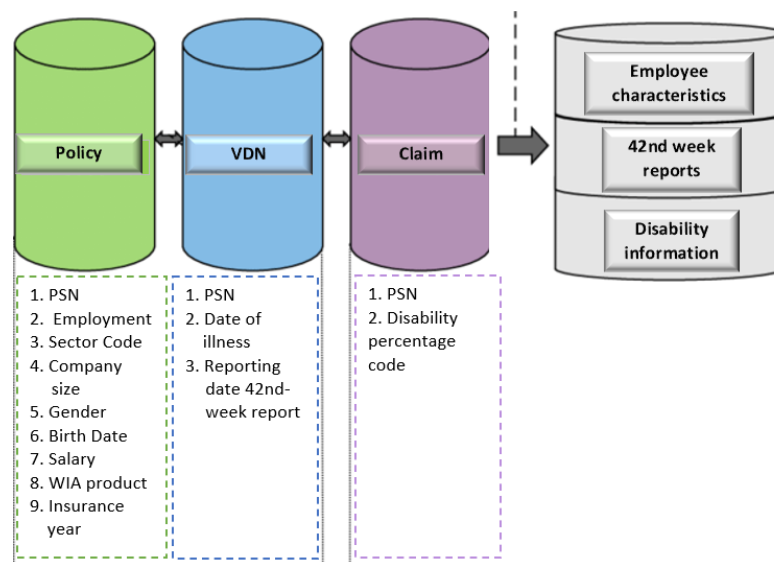 Policy
VDN
Claim
Employee
characteristics
42nd week
reports
Disability
information
1. PSN
2. Employment
3. Sector Code
4. Company
size
5. Gender
6. Birth Date
7. Salary
8. WIA product
9. Insurance
year
1. PSN
2. Date of
illness
3. Reporting
date 42nd-
week report
1. PSN
2. Disability
percentage
code